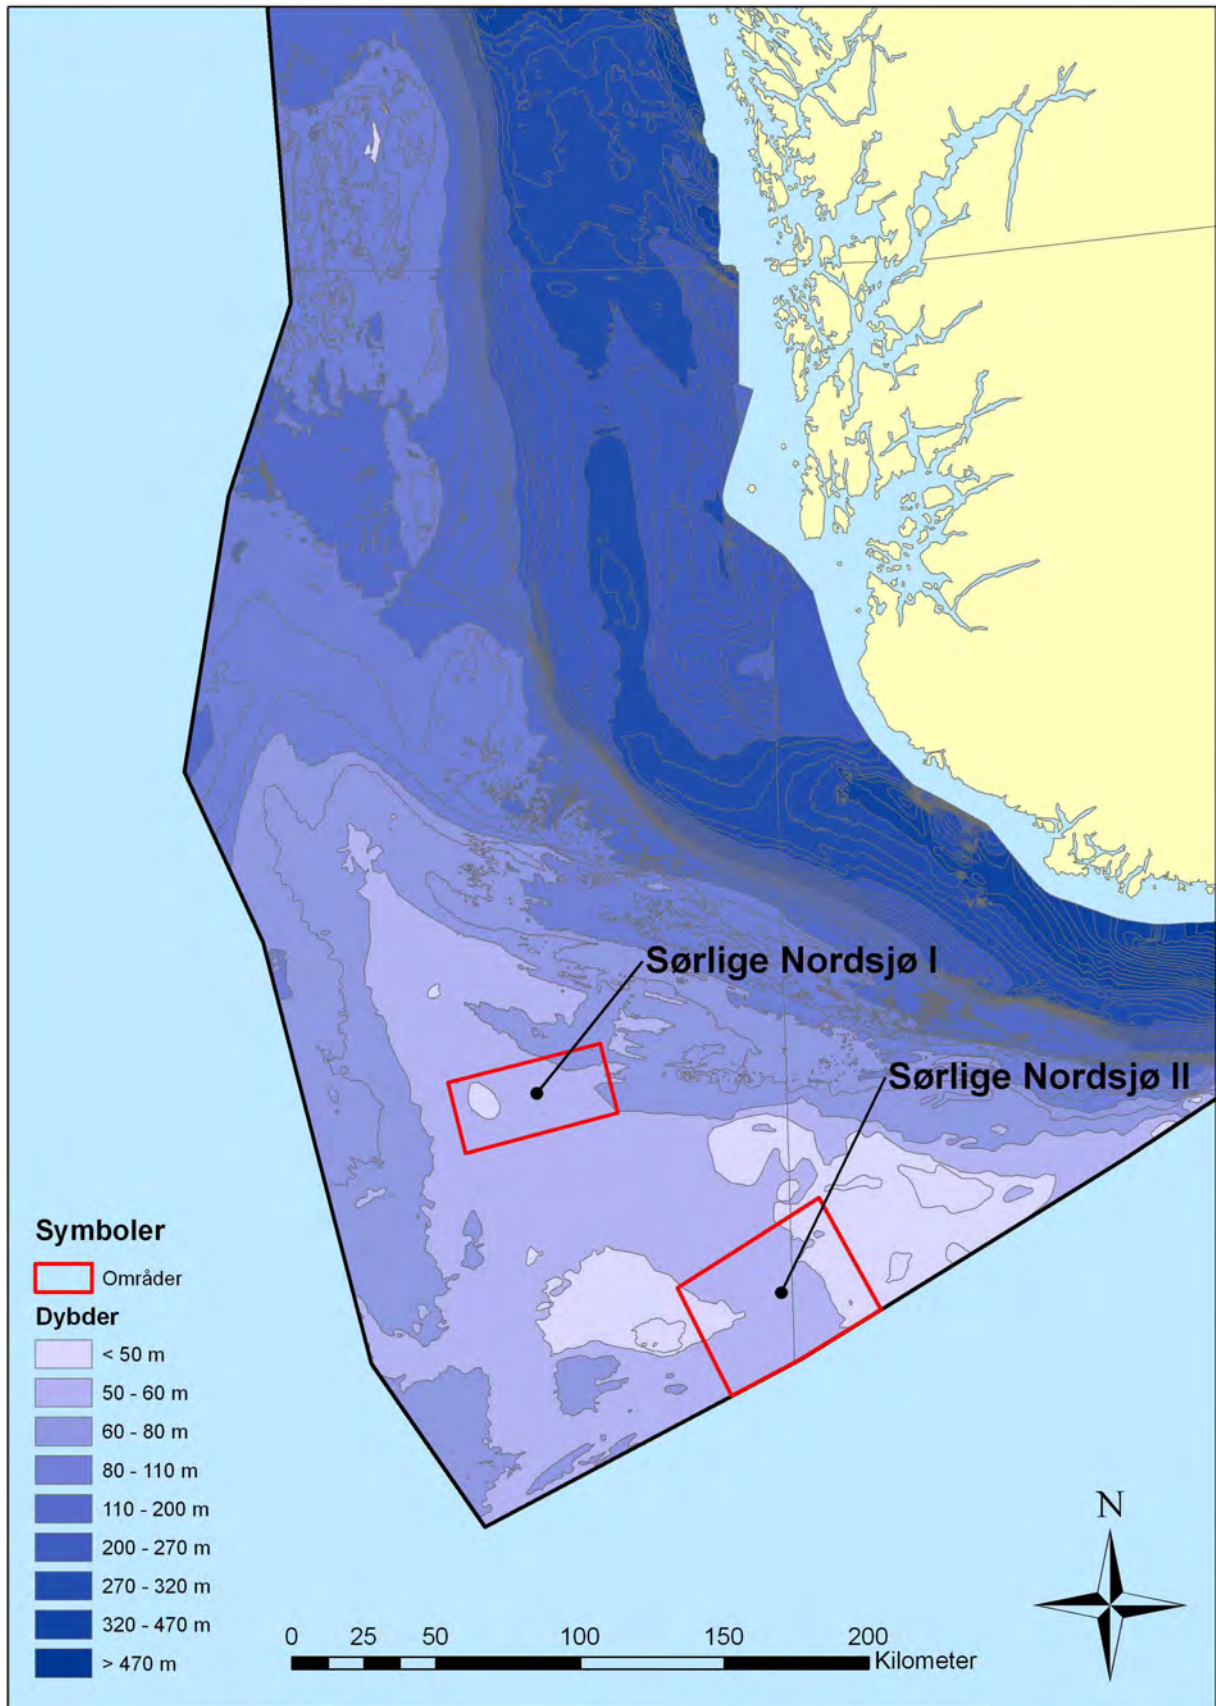 Sørlige Nordsjø I
Sørlige Nordsjø II
Symboler
Områder
Dybder
< 50 m
50 - 60 m
60 - 80 m
80 - 110 m
110 - 200 m
200 - 270 m
270 - 320 m
320 - 470 m
> 470 m
N
0 25 50 100 150 200
Kilometer